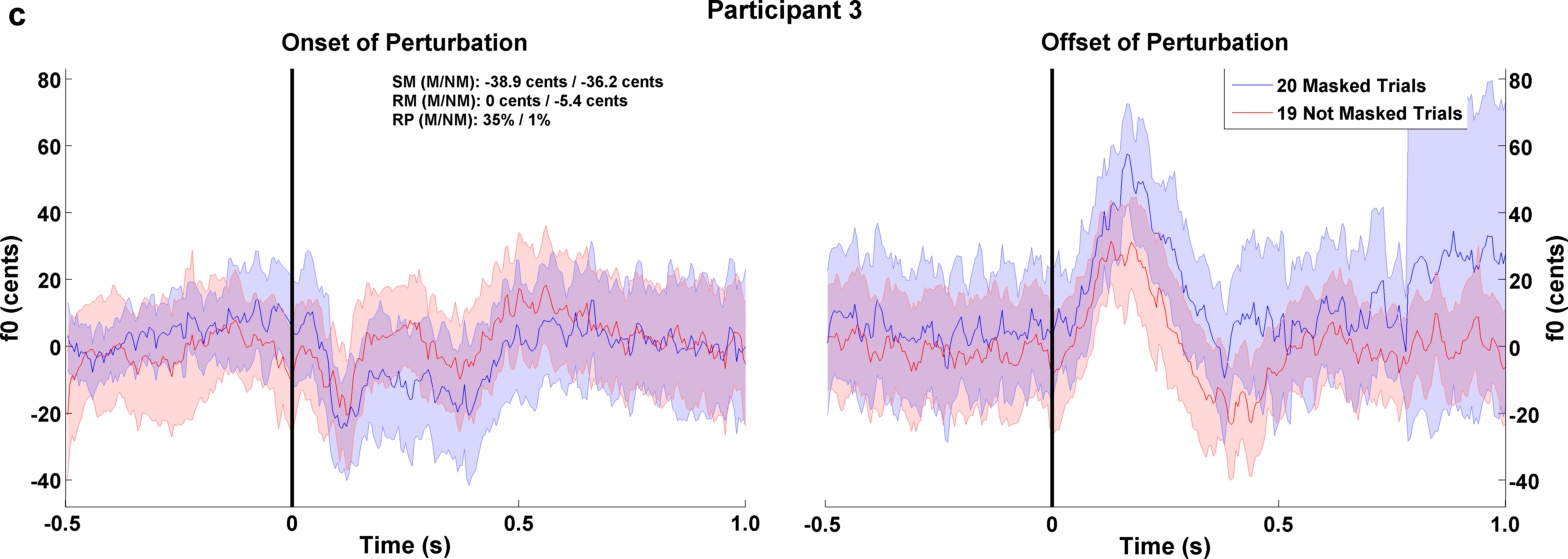 c
Participant 3
Onset of Perturbation
Offset of Perturbation
SM (M/NM): -38.9 cents / -36.2 cents
RM (M/NM): 0 cents / -5.4 cents
RP (M/NM): 35% / 1%
20 Masked Trials
19 Not Masked Trials
f0 (cents)
80
60
40
20
0
-20
-40
-0.5
0
0.5
1.0
Time (s)
-0.5
0
0.5
1.0
Time (s)
80
60
40
20
0
-20
-40
f0 (cents)